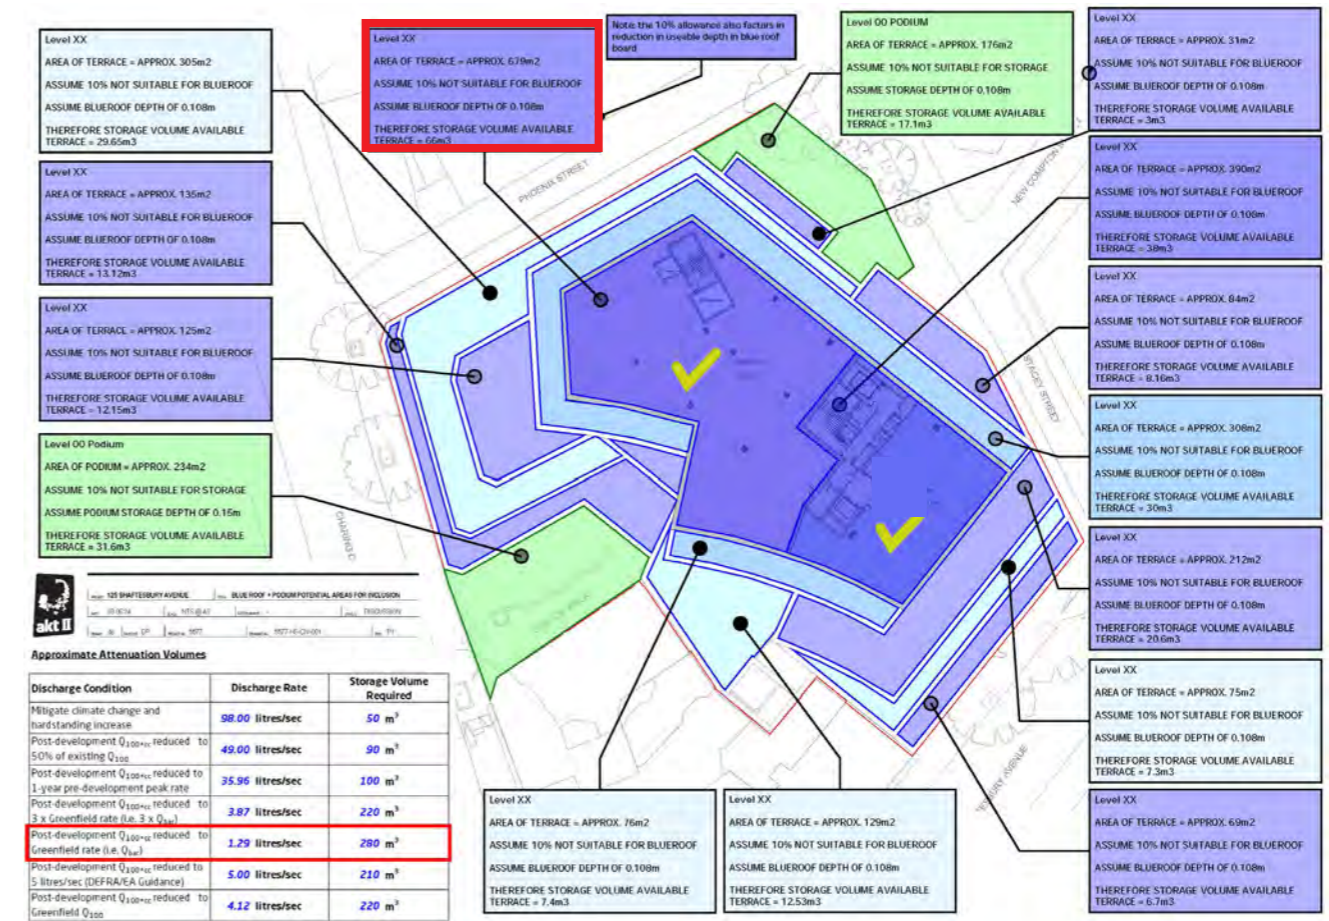 Level XX
AREA OF TERRACE = APPROX. 305m2
ASSUME 10% NOT SUITABLE FOR BLUEROOF
ASSUME BLUEROOF DEPTH OF 0.108m
THEREFORE STORAGE VOLUME AVAILABLE
TERRACE = 29.65m3
Level XX
AREA OF TERRACE = APPROX. 679m2
ASSUME 10% NOT SUITABLE FOR BLUEROOF
ASSUME BLUEROOF DEPTH OF 0.108m
THEREFORE STORAGE VOLUME AVAILABLE
TERRACE = 66m3
Note: the 10% allowance also factors in
reduction in useable depth in blue roof
board
Level 00 PODIUM
AREA OF TERRACE = APPROX. 176m2
ASSUME 10% NOT SUITABLE FOR STORAGE
ASSUME STORAGE DEPTH OF 0.108m
THEREFORE STORAGE VOLUME AVAILABLE
TERRACE = 17.1m3
Level XX
AREA OF TERRACE = APPROX. 31m2
ASSUME 10% NOT SUITABLE FOR BLUEROOF
ASSUME BLUEROOF DEPTH OF 0.108m
THEREFORE STORAGE VOLUME AVAILABLE
TERRACE = 3m3
Level XX
AREA OF TERRACE = APPROX. 135m2
ASSUME 10% NOT SUITABLE FOR BLUEROOF
ASSUME BLUEROOF DEPTH OF 0.108m
THEREFORE STORAGE VOLUME AVAILABLE
TERRACE = 13.12m3
Level XX
AREA OF TERRACE = APPROX. 390m2
ASSUME 10% NOT SUITABLE FOR BLUEROOF
ASSUME BLUEROOF DEPTH OF 0.108m
THEREFORE STORAGE VOLUME AVAILABLE
TERRACE = 38m3
Level XX
AREA OF TERRACE = APPROX. 125m2
ASSUME 10% NOT SUITABLE FOR BLUEROOF
ASSUME BLUEROOF DEPTH OF 0.108m
THEREFORE STORAGE VOLUME AVAILABLE
TERRACE = 12.15m3
Level XX
AREA OF TERRACE = APPROX. 84m2
ASSUME 10% NOT SUITABLE FOR BLUEROOF
ASSUME BLUEROOF DEPTH OF 0.108m
THEREFORE STORAGE VOLUME AVAILABLE
TERRACE = 8.16m3
Level 00 Podium
AREA OF PODIUM = APPROX. 234m2
ASSUME 10% NOT SUITABLE FOR STORAGE
ASSUME PODIUM STORAGE DEPTH OF 0.15m
THEREFORE STORAGE VOLUME AVAILABLE
TERRACE = 31.6m3
Level XX
AREA OF TERRACE = APPROX. 308m2
ASSUME 10% NOT SUITABLE FOR BLUEROOF
ASSUME BLUEROOF DEPTH OF 0.108m
THEREFORE STORAGE VOLUME AVAILABLE
TERRACE = 30m3
Level XX
AREA OF TERRACE = APPROX. 212m2
ASSUME 10% NOT SUITABLE FOR BLUEROOF
ASSUME BLUEROOF DEPTH OF 0.108m
THEREFORE STORAGE VOLUME AVAILABLE
TERRACE = 20.6m3
Level XX
AREA OF TERRACE = APPROX. 75m2
ASSUME 10% NOT SUITABLE FOR BLUEROOF
ASSUME BLUEROOF DEPTH OF 0.108m
THEREFORE STORAGE VOLUME AVAILABLE
TERRACE = 7.3m3
Level XX
AREA OF TERRACE = APPROX. 76m2
ASSUME 10% NOT SUITABLE FOR BLUEROOF
ASSUME BLUEROOF DEPTH OF 0.108m
THEREFORE STORAGE VOLUME AVAILABLE
TERRACE = 7.4m3
Level XX
AREA OF TERRACE = APPROX. 129m2
ASSUME 10% NOT SUITABLE FOR BLUEROOF
ASSUME BLUEROOF DEPTH OF 0.108m
THEREFORE STORAGE VOLUME AVAILABLE
TERRACE = 12.53m3
Level XX
AREA OF TERRACE = APPROX. 69m2
ASSUME 10% NOT SUITABLE FOR BLUEROOF
ASSUME BLUEROOF DEPTH OF 0.108m
THEREFORE STORAGE VOLUME AVAILABLE
TERRACE = 6.7m3
PHOENIX STREET
NEW COMPTON
STACEY STREET
CHARING C
AVENUE
akt II
125 SHAFTESBURY AVENUE
BLUE ROOF + PODIUM POTENTIAL AREAS FOR INCLUSION
Approximate Attenuation Volumes
Discharge Condition Discharge Rate Storage Volume Required
Mitigate climate change and hardstanding increase 98.00 litres/sec 50 m³
Post-development Q100+cc reduced to 50% of existing Q100 49.00 litres/sec 90 m³
Post-development Q100+cc reduced to 1-year pre-development peak rate 35.96 litres/sec 100 m³
Post-development Q100+cc reduced to 3 x Greenfield rate (i.e. 3 x Qbar) 3.87 litres/sec 220 m³
Post-development Q100+cc reduced to Greenfield rate (i.e. Qbar) 1.29 litres/sec 280 m³
Post-development Q100+cc reduced to 5 litres/sec (DEFRA/EA Guidance) 5.00 litres/sec 210 m³
Post-development Q100+cc reduced to Greenfield Q100 4.12 litres/sec 220 m³